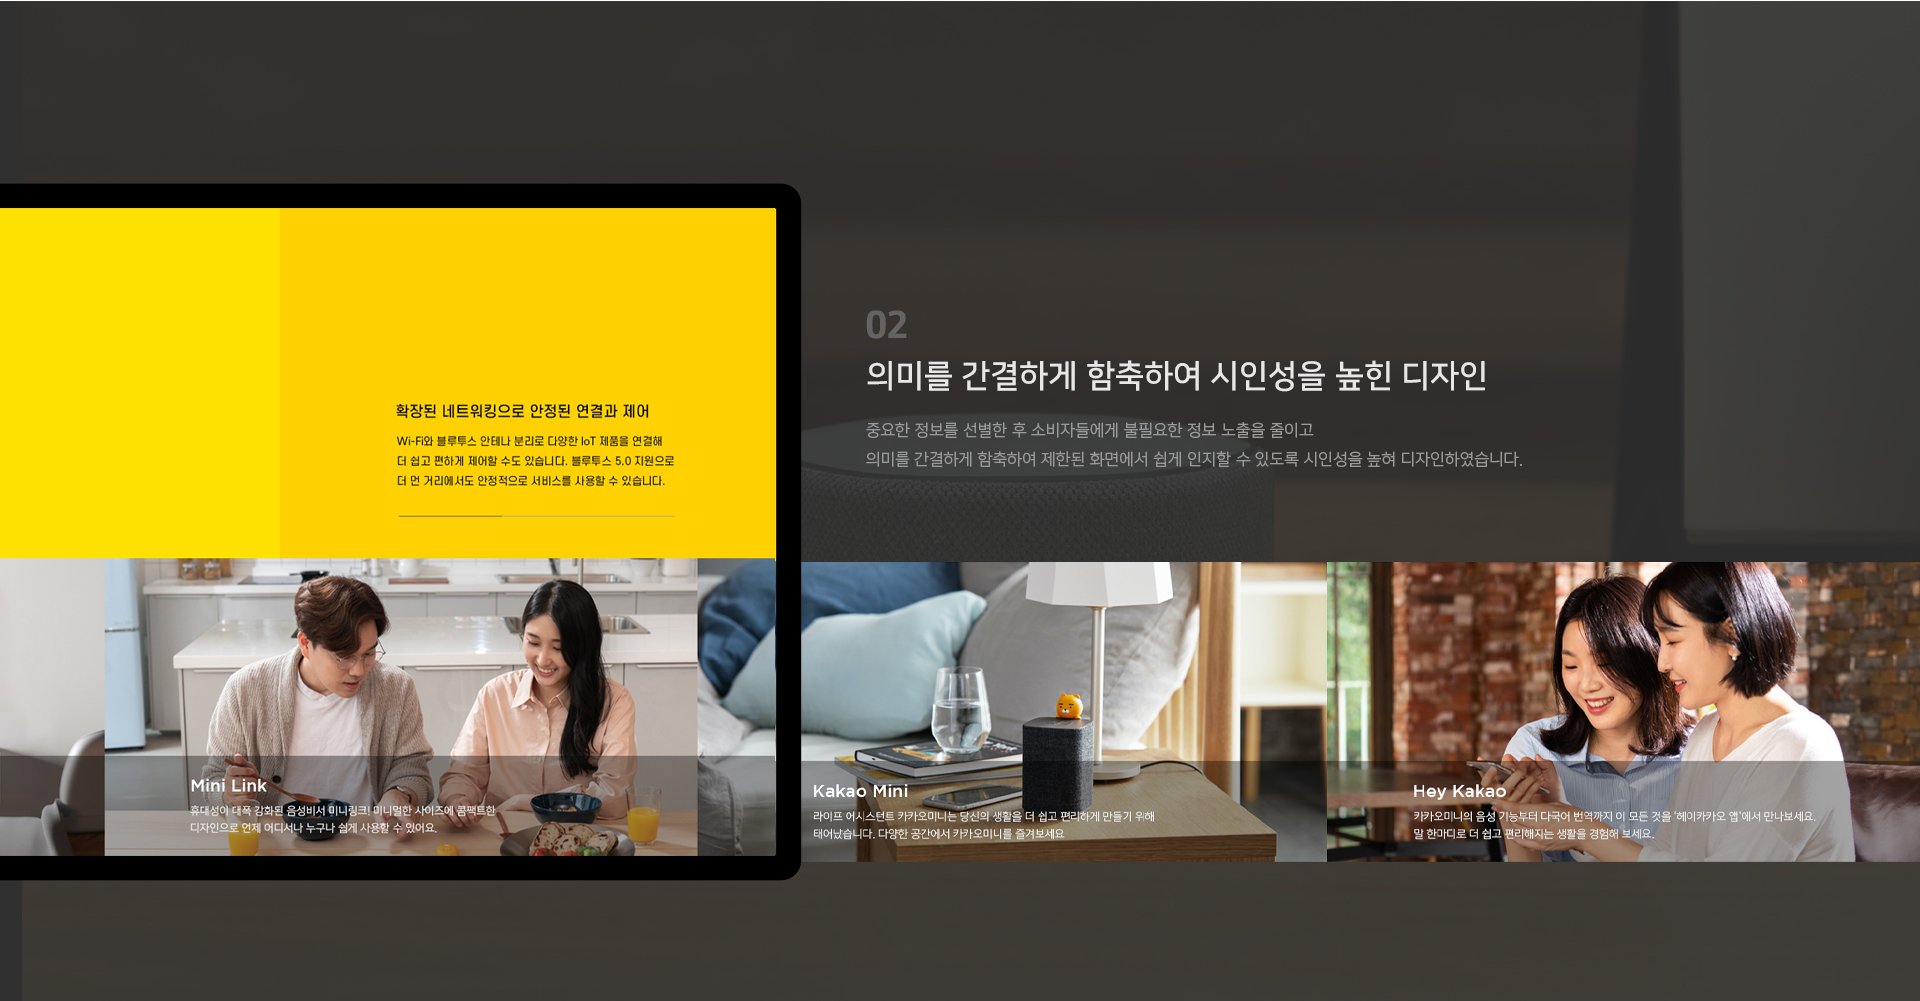 확장된 네트워킹으로 안정된 연결과 제어
Wi-Fi와 블루투스 안테나 분리로 다양한 IoT 제품을 연결해
더 쉽고 편하게 제어할 수도 있습니다. 블루투스 5.0 지원으로
더 먼 거리에서도 안정적으로 서비스를 사용할 수 있습니다.
02
의미를 간결하게 함축하여 시인성을 높힌 디자인
중요한 정보를 선별한 후 소비자들에게 불필요한 정보 노출을 줄이고
의미를 간결하게 함축하여 제한된 화면에서 쉽게 인지할 수 있도록 시인성을 높혀 디자인하였습니다.
Mini Link
휴대성이 대폭 강화된 음성비서 미니링크! 미니멀한 사이즈에 콤팩트한
디자인으로 언제 어디서나 누구나 쉽게 사용할 수 있어요.
Kakao Mini
라이프 어시스턴트 카카오미니는 당신의 생활을 더 쉽고 편리하게 만들기 위해
태어났습니다. 다양한 공간에서 카카오미니를 즐겨보세요
Hey Kakao
카카오미니의 음성 기능부터 다국어 번역까지 이 모든 것을 '헤이카카오 앱'에서 만나보세요.
말 한마디로 더 쉽고 편리해지는 생활을 경험해 보세요.